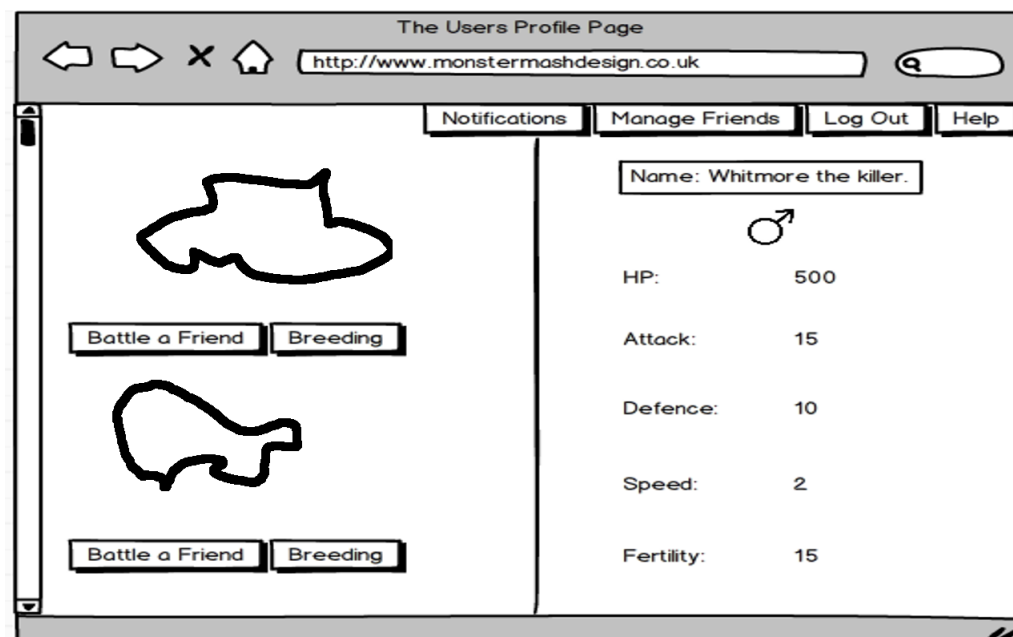 The Users Profile Page
http://www.monstermashdesign.co.uk
Notifications Manage Friends Log Out Help
Name: Whitmore the killer.
HP: 500
Battle a Friend Breeding
Attack: 15
Defence: 10
Speed: 2
Battle a Friend Breeding
Fertility: 15